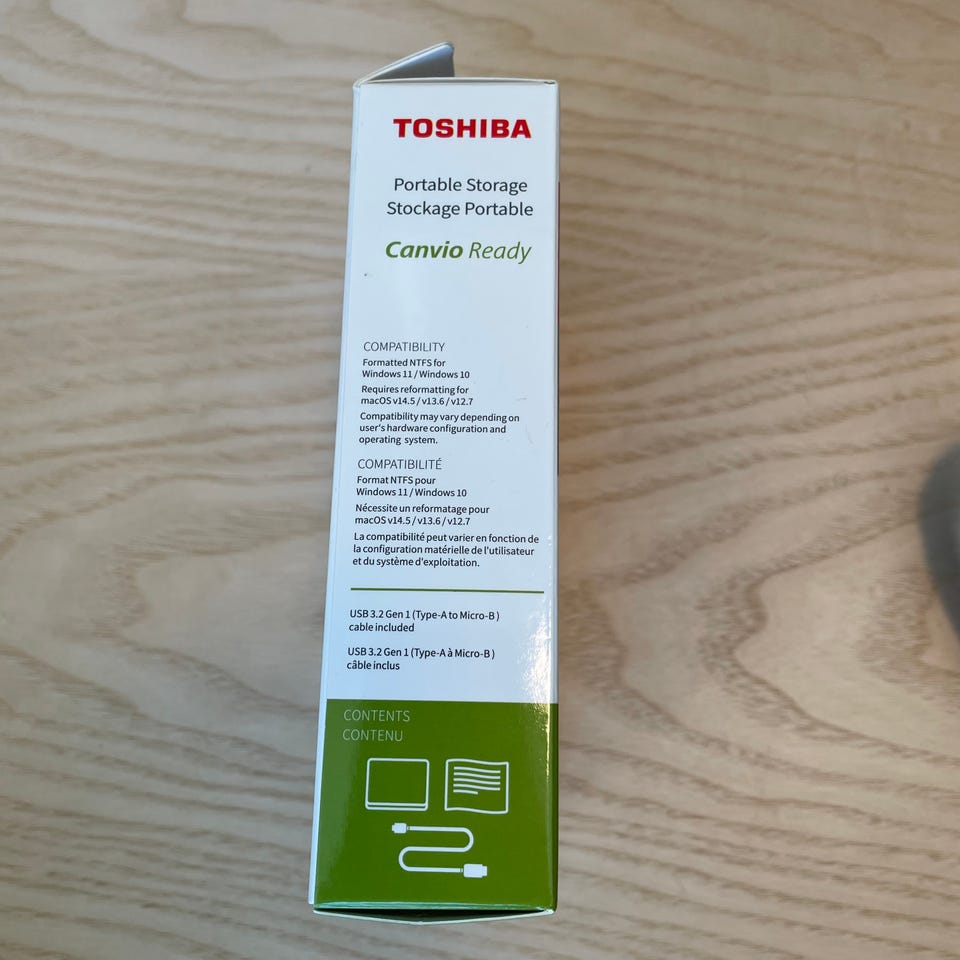 TOSHIBA
Portable Storage
Stockage Portable
Canvio Ready
COMPATIBILITY
Formatted NTFS for
Windows 11 / Windows 10
Requires reformatting for
macOS v14.5 / v13.6 / v12.7
Compatibility may vary depending on
user's hardware configuration and
operating system.
COMPATIBILITÉ
Format NTFS pour
Windows 11 / Windows 10
Nécessite un reformatage pour
macOS v14.5 / v13.6 / v12.7
La compatibilité peut varier en fonction de
la configuration matérielle de l'utilisateur
et du système d'exploitation.
USB 3.2 Gen 1 (Type-A to Micro-B )
cable included
USB 3.2 Gen 1 (Type-A à Micro-B )
câble inclus
CONTENTS
CONTENU